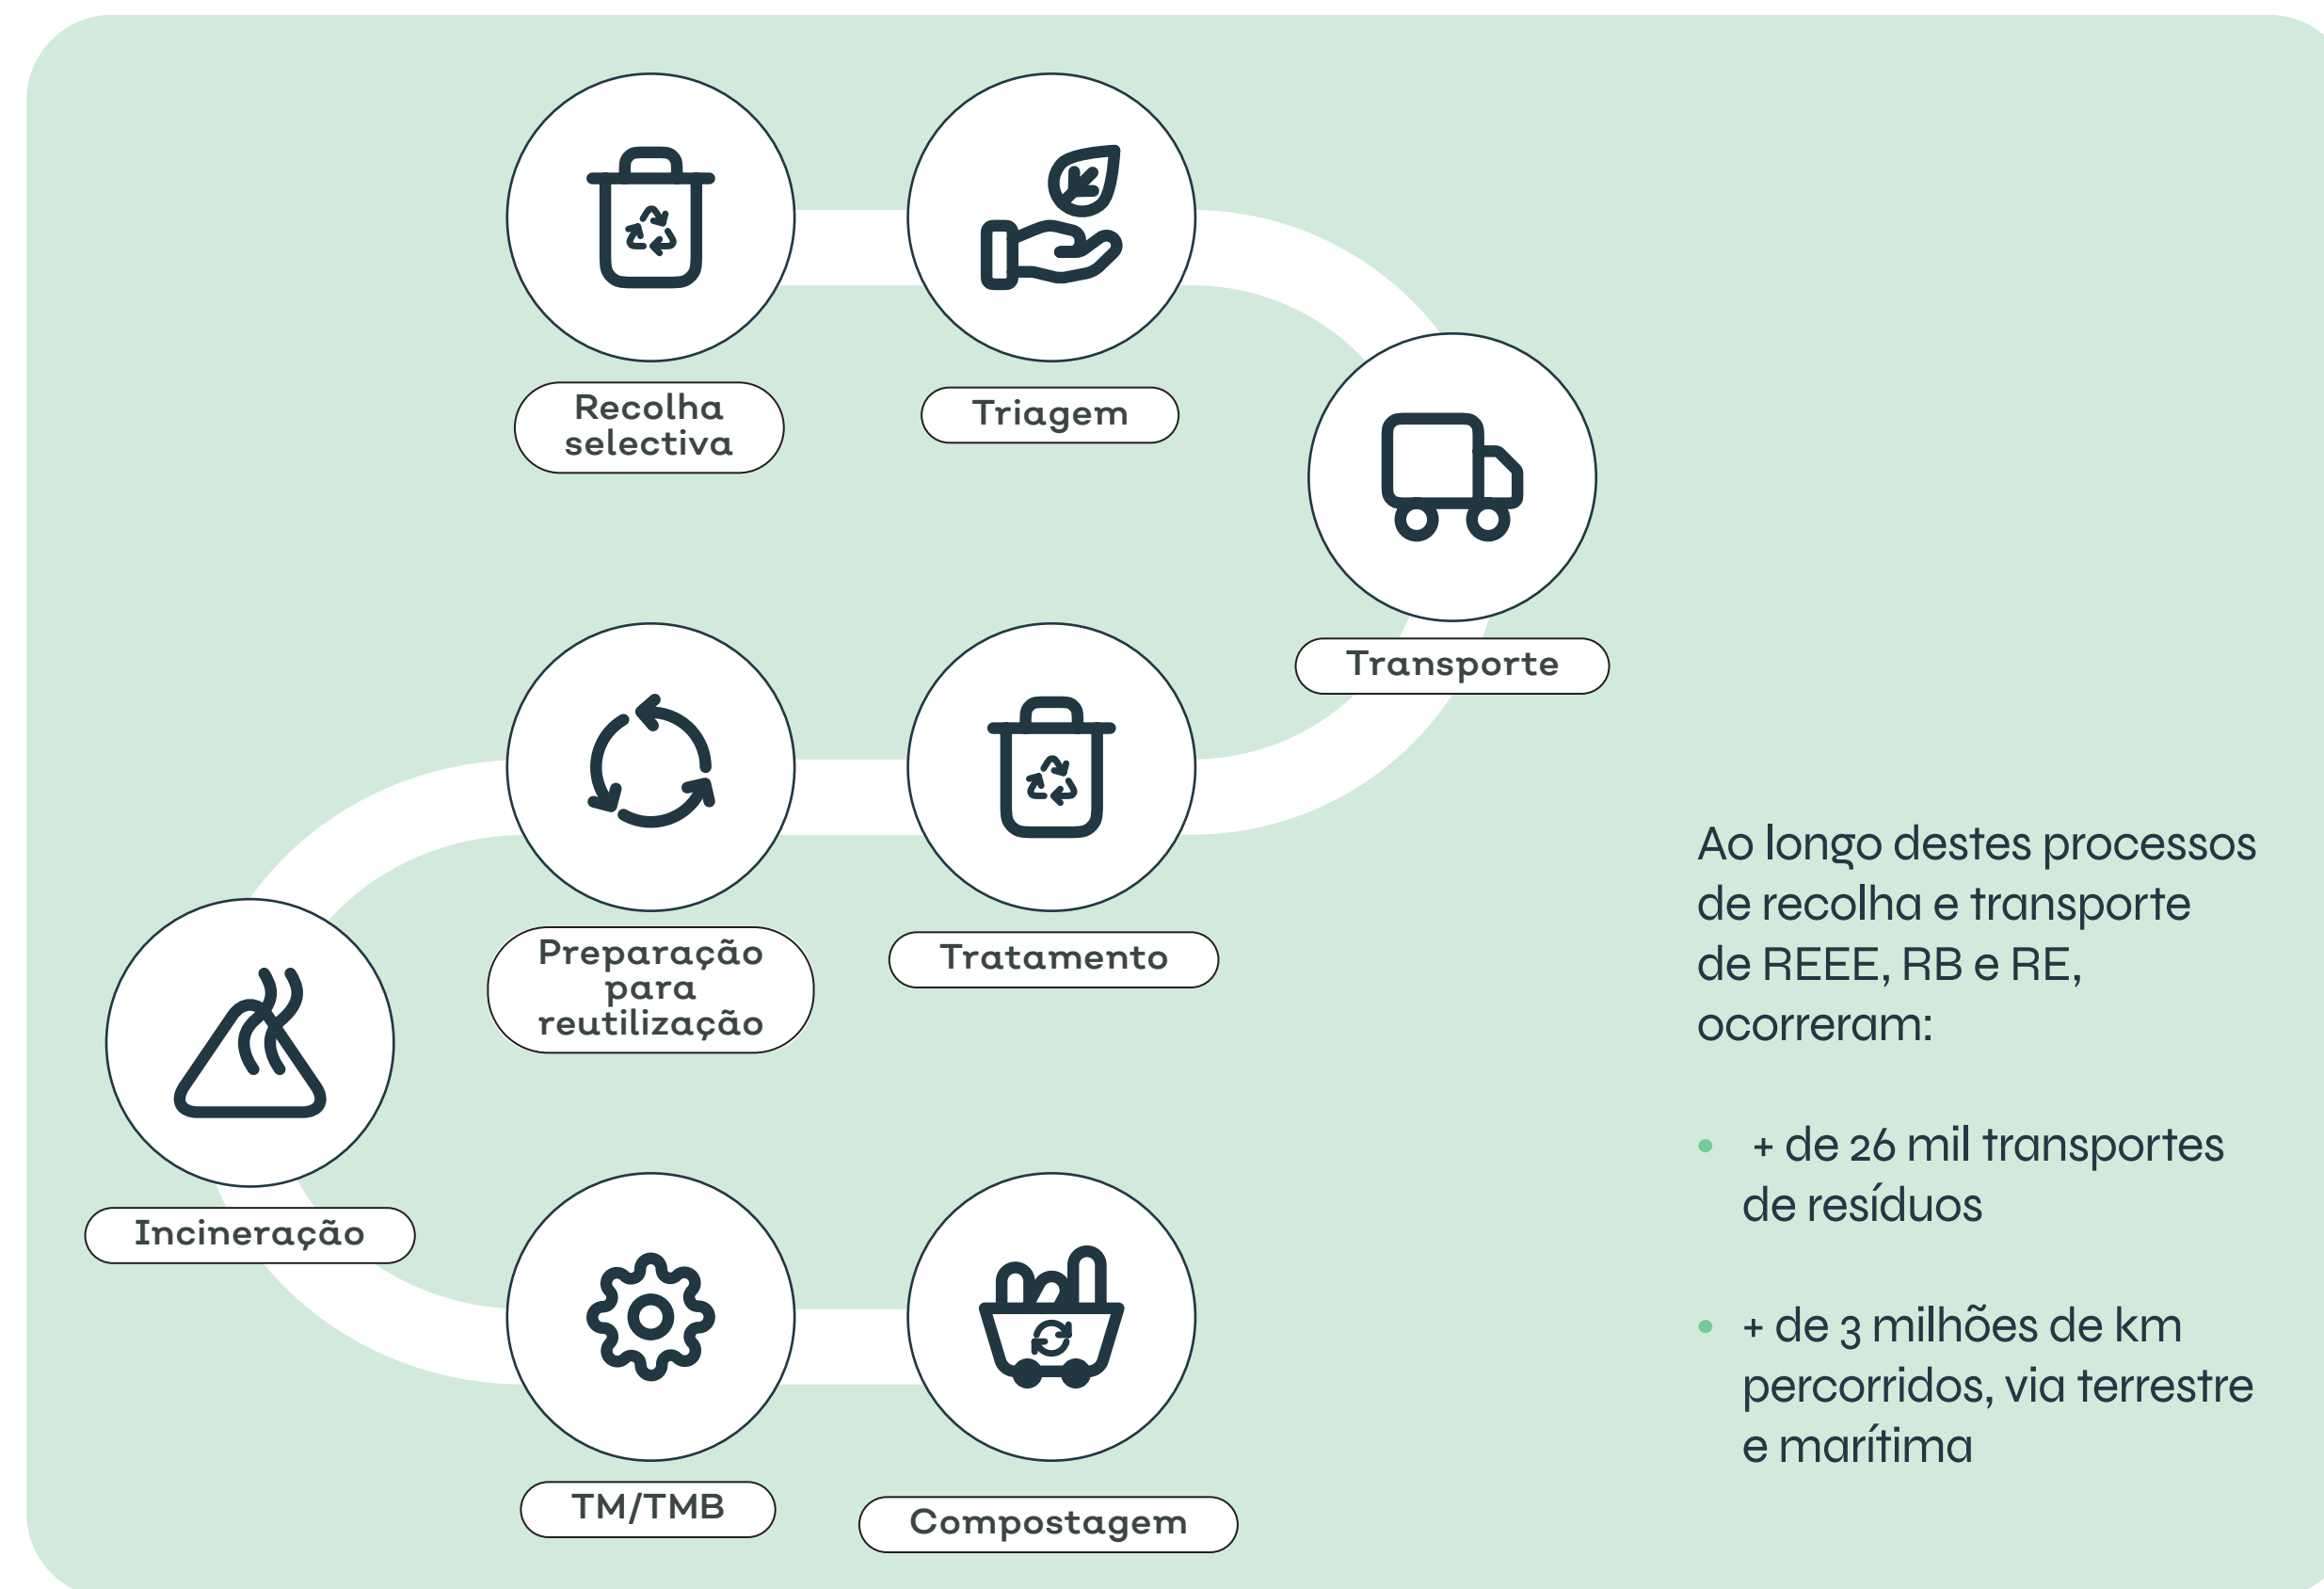 Recolha
selectiva
Triagem
Transporte
Tratamento
Preparação
para
reutilização
Incineração
TM/TMB
Compostagem
Ao longo destes processos
de recolha e transporte
de REEE, RB e RE,
ocorreram:
• + de 26 mil transportes
de resíduos
• + de 3 milhões de km
percorridos, via terrestre
e marítima